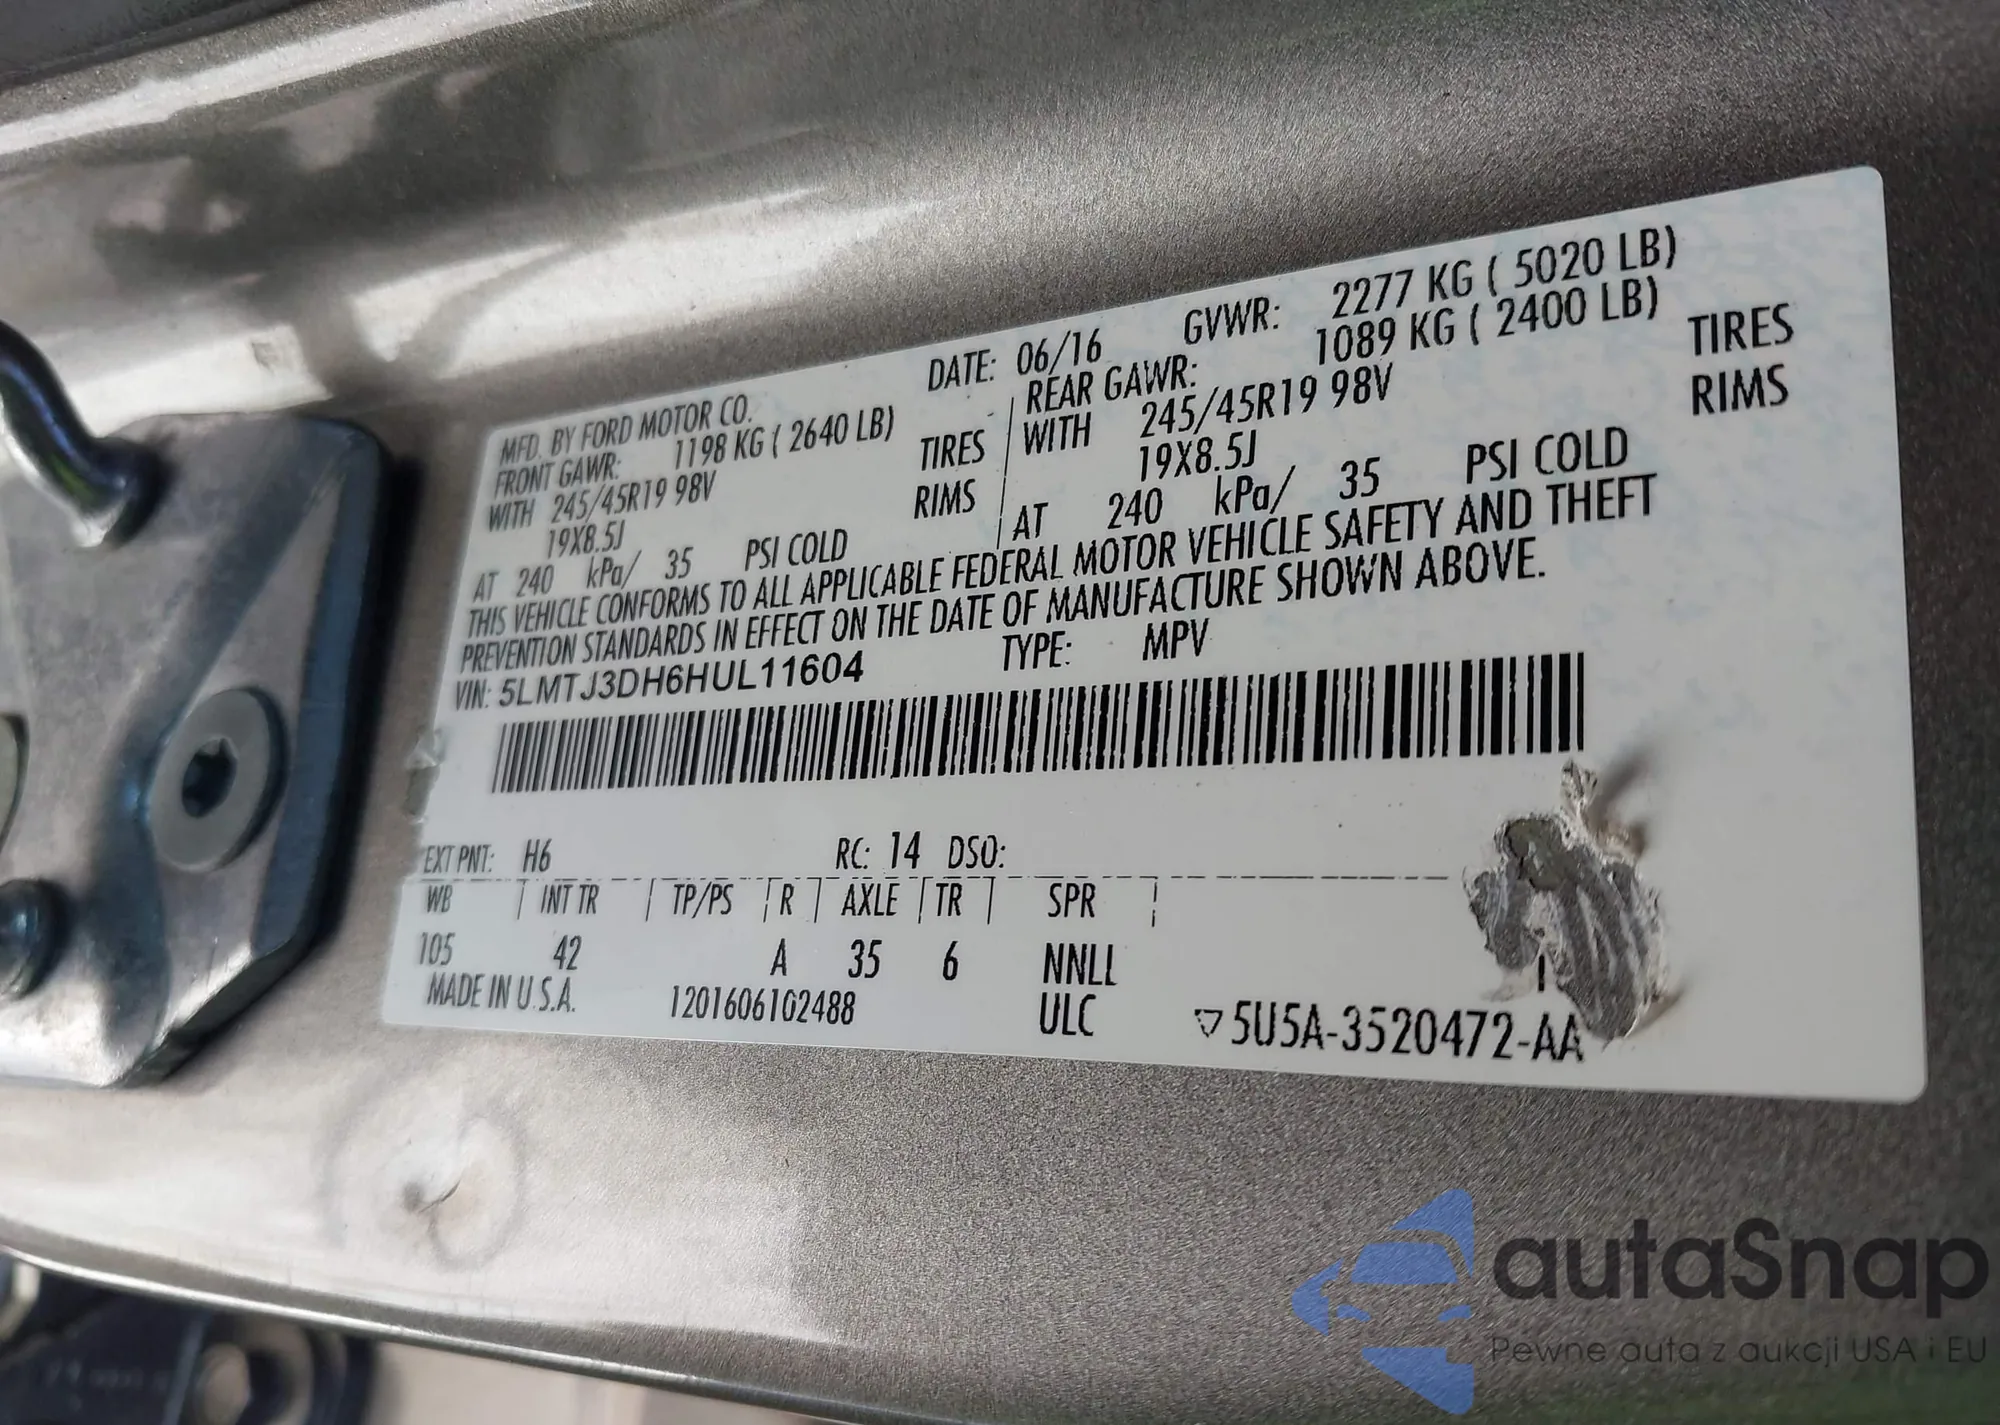 MFD. BY FORD MOTOR CO. DATE: 06/16 GVWR: 2277 KG ( 5020 LB)
FRONT GAWR: 1198 KG ( 2640 LB) REAR GAWR: 1089 KG ( 2400 LB)
WITH 245/45R19 98V TIRES WITH 245/45R19 98V TIRES
19X8.5J RIMS 19X8.5J RIMS
AT 240 kPa/ 35 PSI COLD AT 240 kPa/ 35 PSI COLD
THIS VEHICLE CONFORMS TO ALL APPLICABLE FEDERAL MOTOR VEHICLE SAFETY AND THEFT
PREVENTION STANDARDS IN EFFECT ON THE DATE OF MANUFACTURE SHOWN ABOVE.
VIN: 5LMTJ3DH6HUL11604 TYPE: MPV
EXT PNT: H6 RC: 14 DSO:
WB INT TR TP/PS R AXLE TR SPR
105 42 A 35 6 NNLL
MADE IN U.S.A. 1201606102488 ULC 5U5A-3520472-AA
autaSnap
Pewne auta z aukcji USA i EU